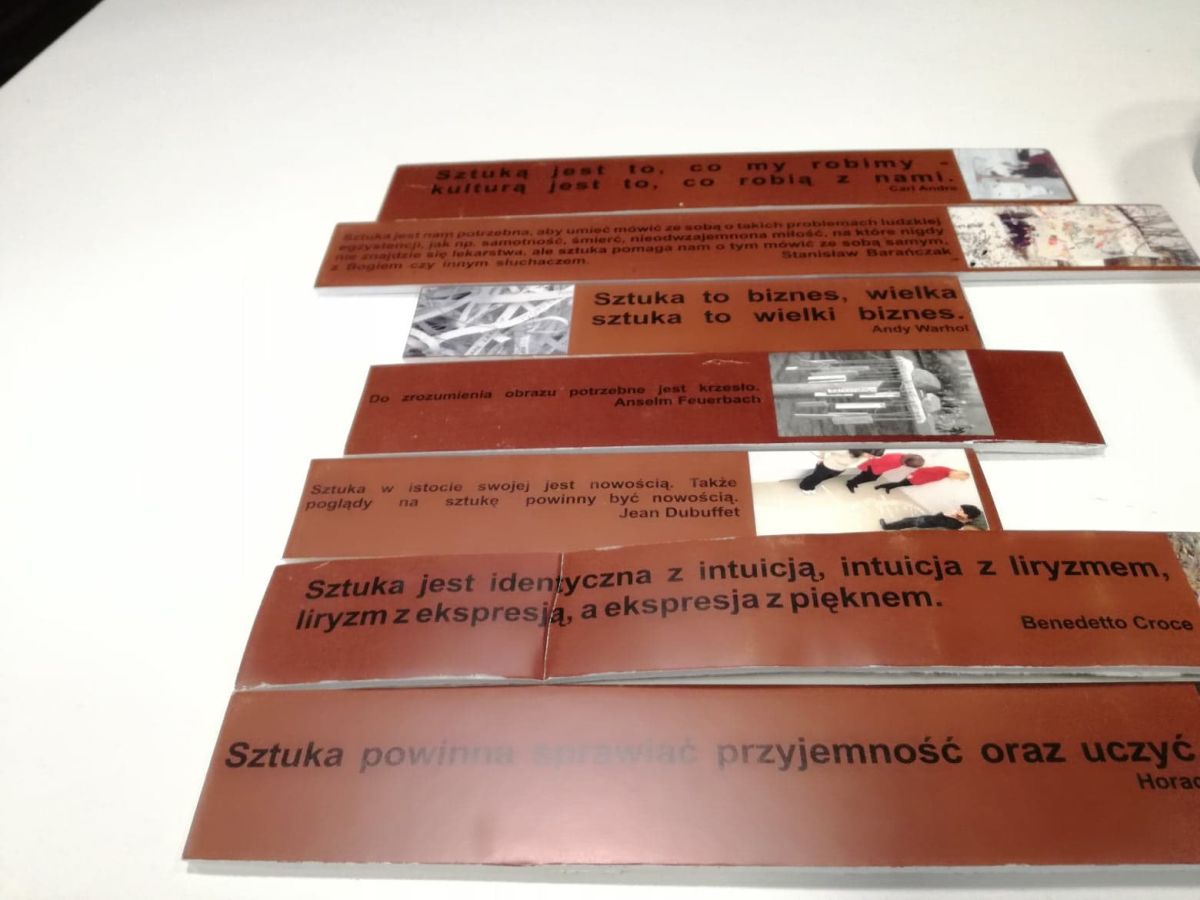 Sztuką jest to, co my robimy -
kulturą jest to, co robią z nami.
Carl Andre
Sztuka jest nam potrzebna, aby umieć mówić ze sobą o takich problemach ludzkiej
egzystencji, jak np. samotność, śmierć, nieodwzajemnona miłość, na które nigdy
nie znajdzie się lekarstwa, ale sztuka pomaga nam o tym mówić ze sobą samym,
z Bogiem czy innym słuchaczem.
Stanisław Barańczak
Sztuka to biznes, wielka
sztuka to wielki biznes.
Andy Warhol
Do zrozumienia obrazu potrzebne jest krzesło.
Anselm Feuerbach
Sztuka w istocie swojej jest nowością. Także
poglądy na sztukę powinny być nowością.
Jean Dubuffet
Sztuka jest identyczna z intuicją, intuicja z liryzmem,
liryzm z ekspresją, a ekspresja z pięknem.
Benedetto Croce
Sztuka powinna sprawiać przyjemność oraz uczyć
Horac